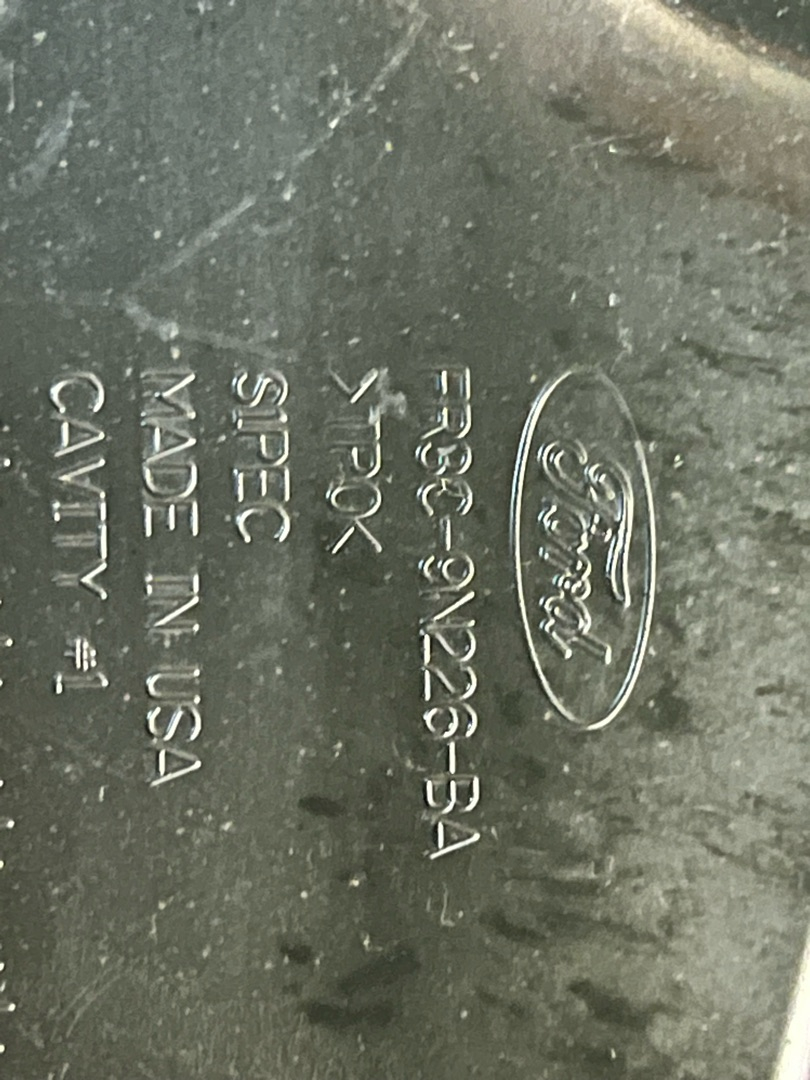 Ford
FR3C-9N226-BA
>TPO<
SIPEC
MADE IN USA
CAVITY #1